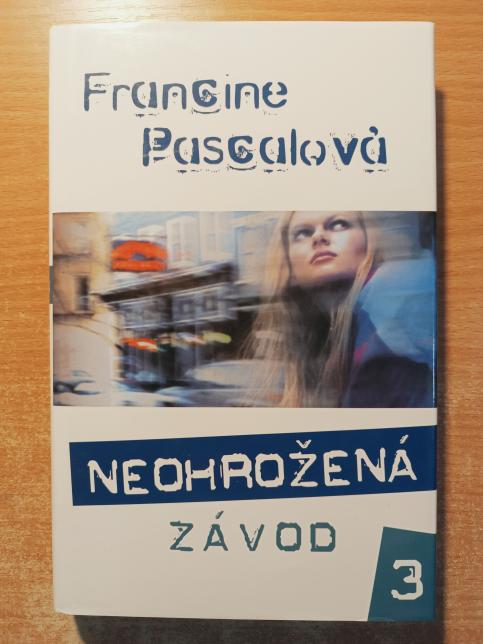 Francine
Pascalová
NEOHROŽENÁ
ZÁVOD
3